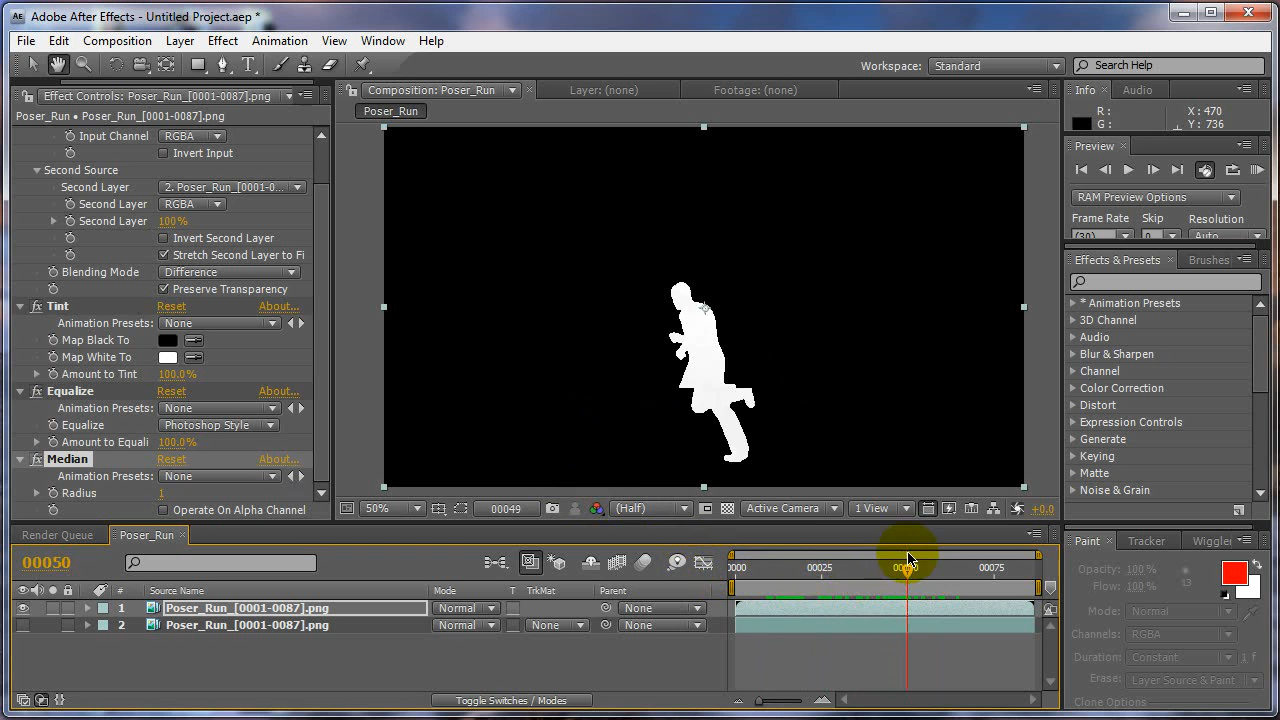 Adobe After Effects - Untitled Project.aep *
File Edit Composition Layer Effect Animation View Window Help
Workspace: Standard Search Help
Effect Controls: Poser_Run_[0001-0087].png
Poser_Run • Poser_Run_[0001-0087].png
Input Channel RGBA
Invert Input
Second Source
Second Layer 2. Poser_Run_[0001-0...
Second Layer RGBA
Second Layer 100%
Invert Second Layer
Stretch Second Layer to Fi
Blending Mode Difference
Preserve Transparency
fx Tint Reset About...
Animation Presets: None
Map Black To
Map White To
Amount to Tint 100.0%
fx Equalize Reset About...
Animation Presets: None
Equalize Photoshop Style
Amount to Equali 100.0%
fx Median Reset About...
Animation Presets: None
Radius 1
Operate On Alpha Channel
Composition: Poser_Run Layer: (none) Footage: (none)
Poser_Run
50% 00049 (Half) Active Camera 1 View +0.0
Info Audio
R: X: 470
G: Y: 736
Preview
RAM Preview Options
Frame Rate Skip Resolution
(30) 0 Auto
Effects & Presets Brushes
* Animation Presets
3D Channel
Audio
Blur & Sharpen
Channel
Color Correction
Distort
Expression Controls
Generate
Keying
Matte
Noise & Grain
Render Queue Poser_Run
00050
0000 00025 00075
# Source Name Mode T TrkMat Parent
1 Poser_Run_[0001-0087].png Normal None
2 Poser_Run_[0001-0087].png Normal None None
Toggle Switches / Modes
Paint Tracker Wiggler
Opacity: 100 %
Flow: 100 % 13
Mode: Normal
Channels: RGBA
Duration: Constant 1 f
Erase: Layer Source & Paint
Clone Options